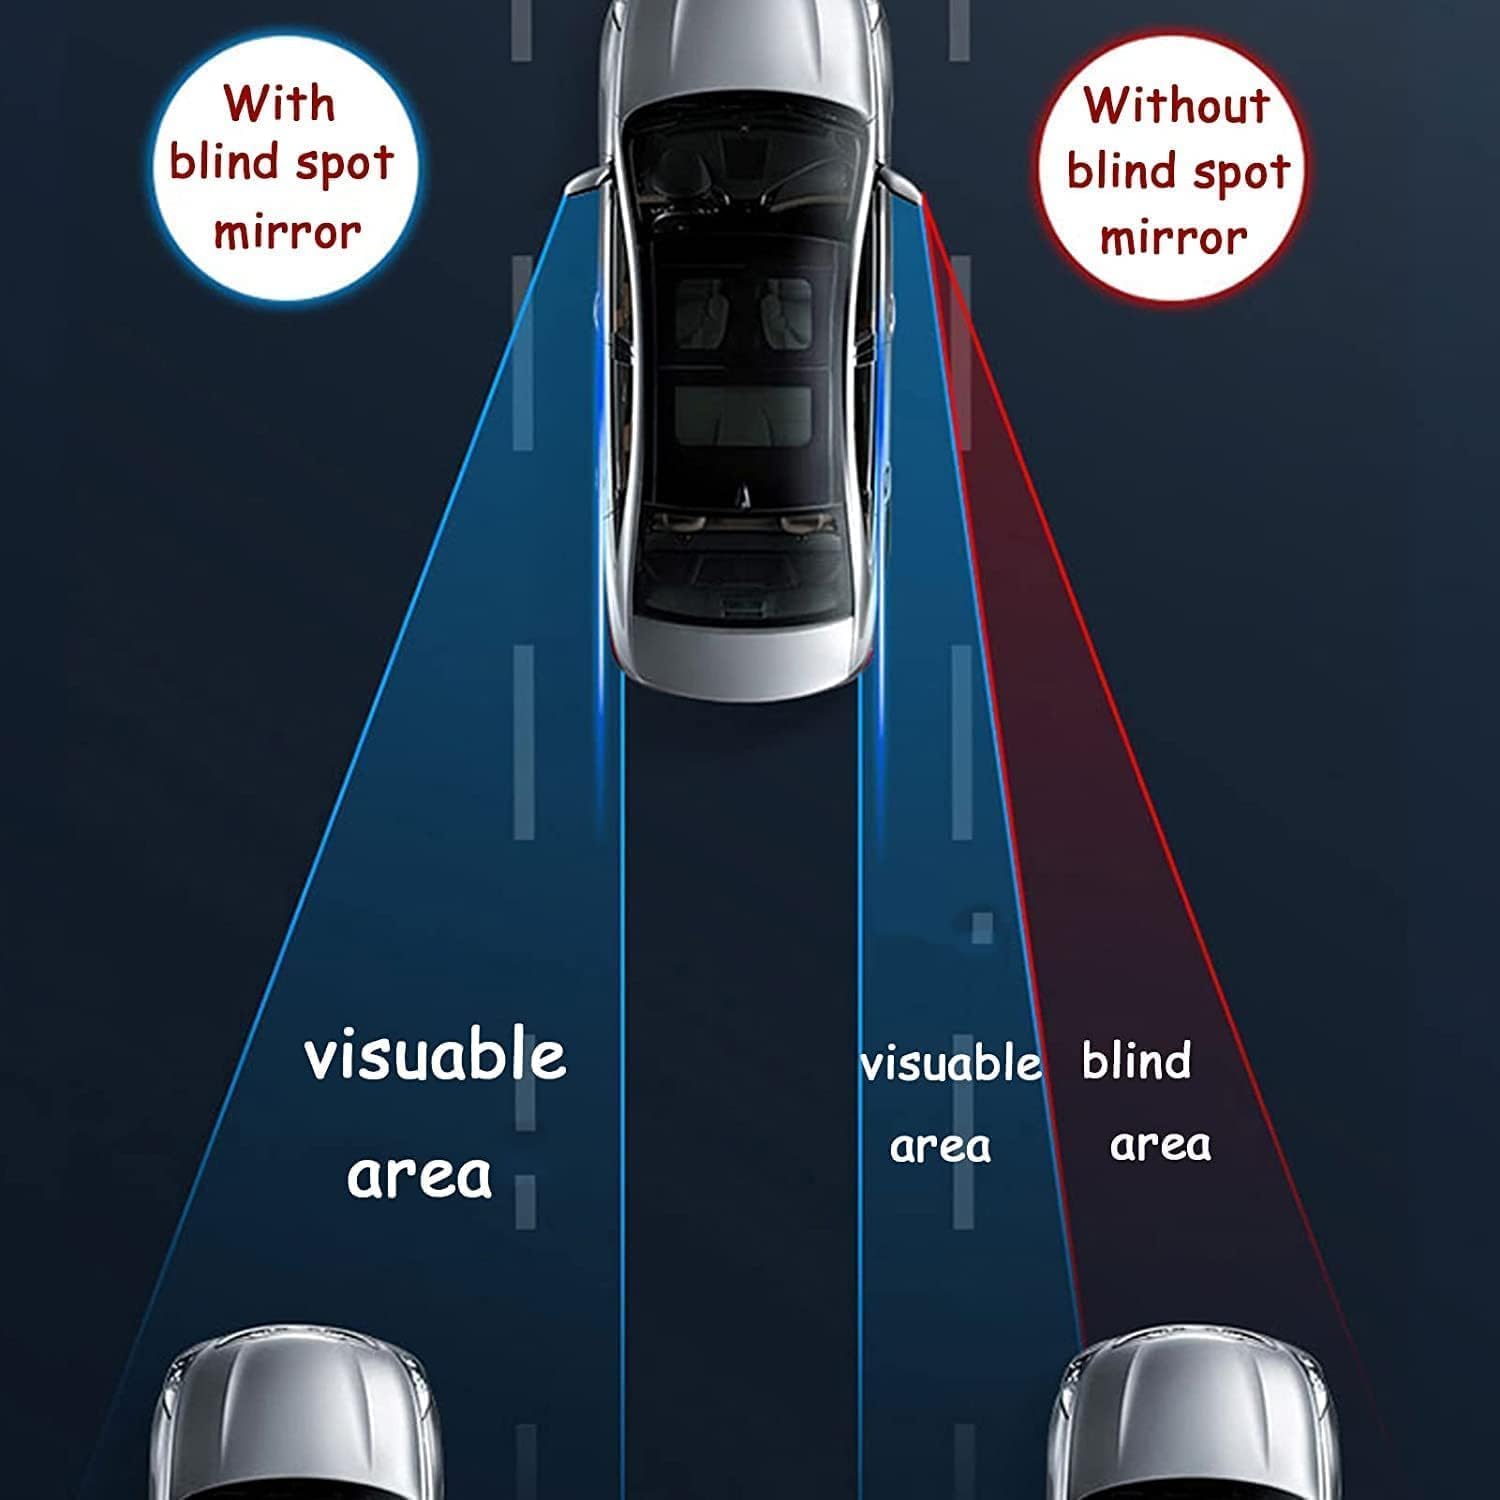 With
blind spot
mirror
Without
blind spot
mirror
visuable
area
visuable
area
blind
area